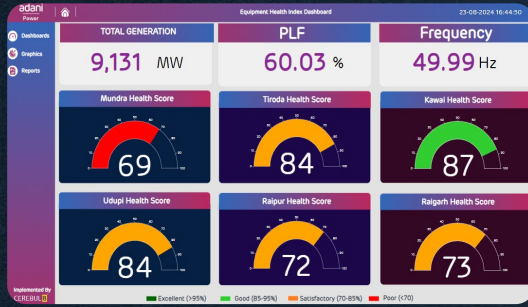 adani
Power
Equipment Health Index Dashboard
23-08-2024 16:44:50
Dashboards
Graphics
Reports
TOTAL GENERATION
9,131 MW
PLF
60.03 %
Frequency
49.99 Hz
Mundra Health Score
69
Tiroda Health Score
84
Kawai Health Score
87
Udupi Health Score
84
Raipur Health Score
72
Raigarh Health Score
73
Implemented By
CEREBULB
Excellent (>95%)
Good (85-95%)
Satisfactory (70-85%)
Poor (<70)